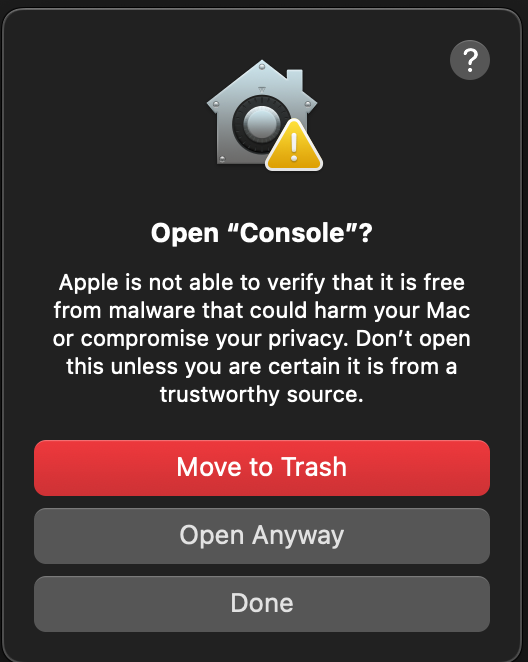 ?
Open “Console”?
Apple is not able to verify that it is free
from malware that could harm your Mac
or compromise your privacy. Don’t open
this unless you are certain it is from a
trustworthy source.
Move to Trash
Open Anyway
Done